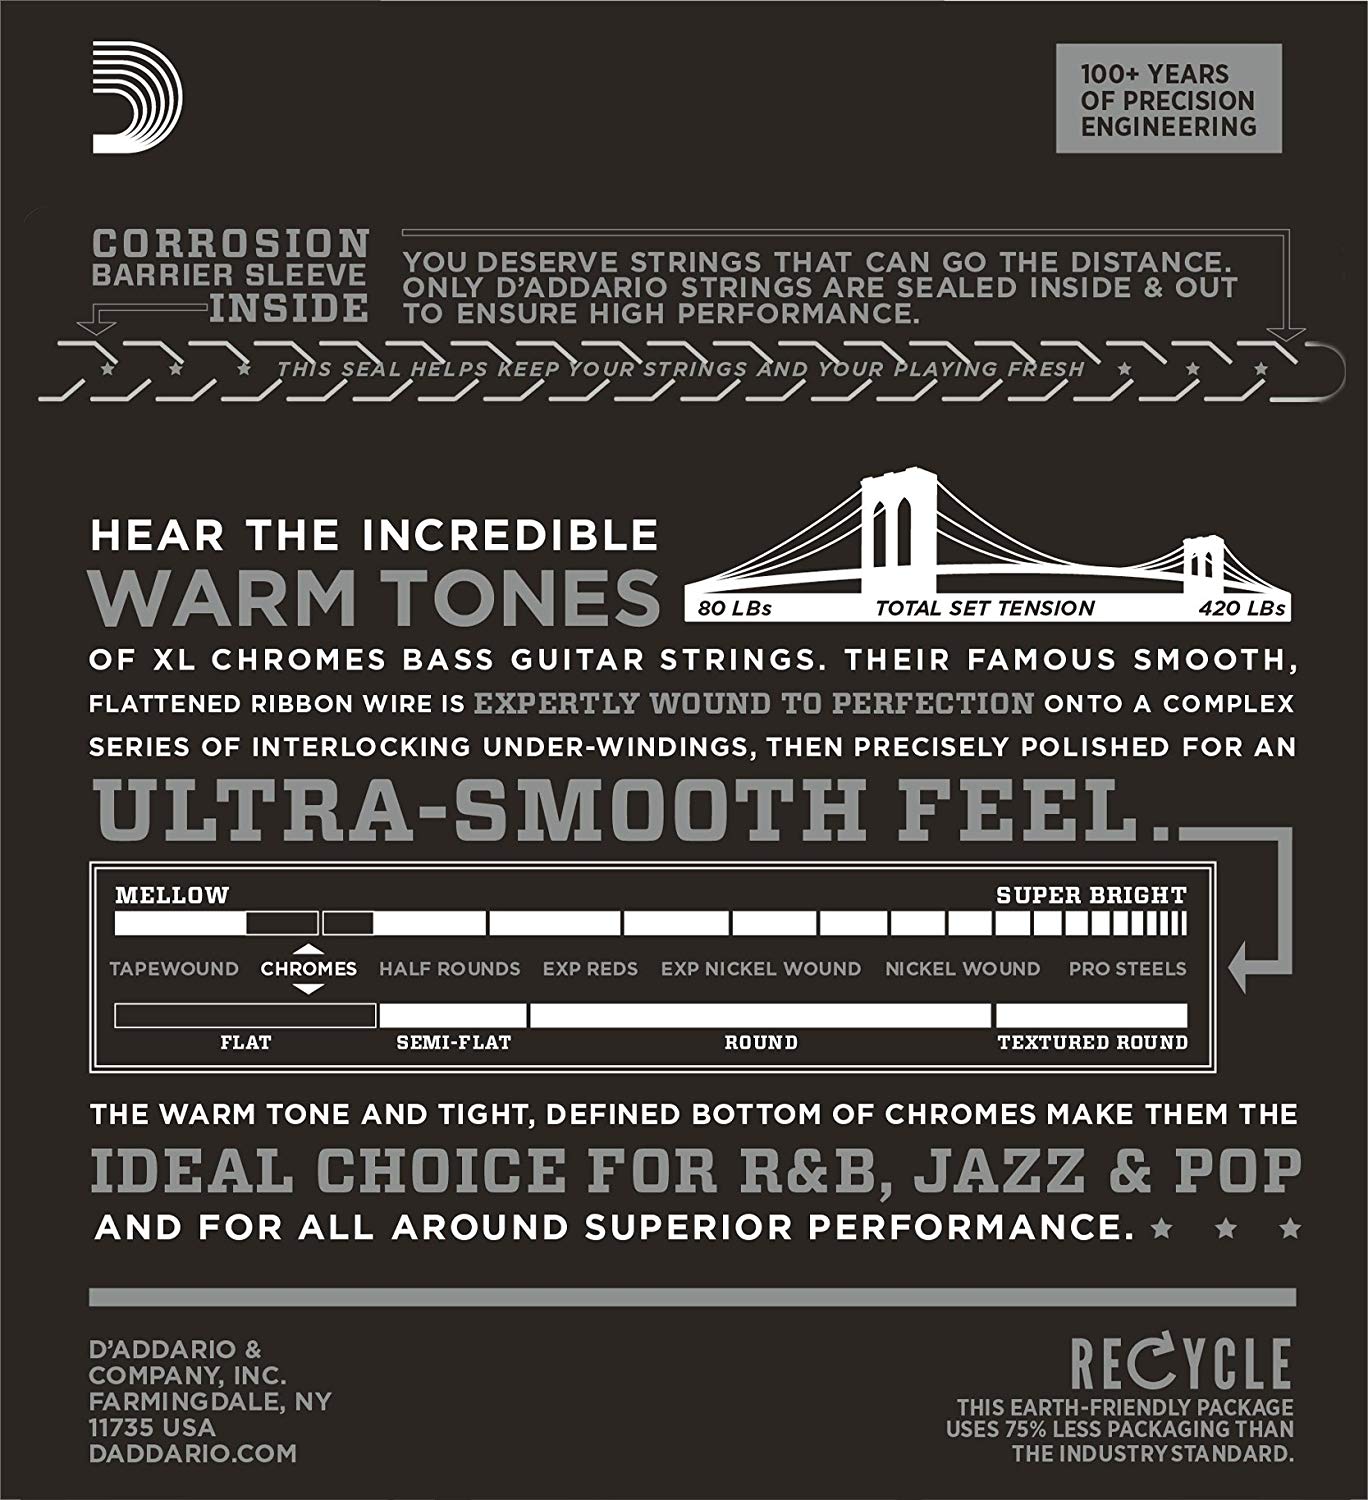 100+ YEARS
OF PRECISION
ENGINEERING
CORROSION
BARRIER SLEEVE
INSIDE
YOU DESERVE STRINGS THAT CAN GO THE DISTANCE.
ONLY D'ADDARIO STRINGS ARE SEALED INSIDE & OUT
TO ENSURE HIGH PERFORMANCE.
THIS SEAL HELPS KEEP YOUR STRINGS AND YOUR PLAYING FRESH
HEAR THE INCREDIBLE
WARM TONES
80 LBs TOTAL SET TENSION 420 LBs
OF XL CHROMES BASS GUITAR STRINGS. THEIR FAMOUS SMOOTH,
FLATTENED RIBBON WIRE IS EXPERTLY WOUND TO PERFECTION ONTO A COMPLEX
SERIES OF INTERLOCKING UNDER-WINDINGS, THEN PRECISELY POLISHED FOR AN
ULTRA-SMOOTH FEEL.
MELLOW SUPER BRIGHT
TAPEWOUND CHROMES HALF ROUNDS EXP REDS EXP NICKEL WOUND NICKEL WOUND PRO STEELS
FLAT SEMI-FLAT ROUND TEXTURED ROUND
THE WARM TONE AND TIGHT, DEFINED BOTTOM OF CHROMES MAKE THEM THE
IDEAL CHOICE FOR R&B, JAZZ & POP
AND FOR ALL AROUND SUPERIOR PERFORMANCE.
D'ADDARIO &
COMPANY, INC.
FARMINGDALE, NY
11735 USA
DADDARIO.COM
RECYCLE
THIS EARTH-FRIENDLY PACKAGE
USES 75% LESS PACKAGING THAN
THE INDUSTRY STANDARD.